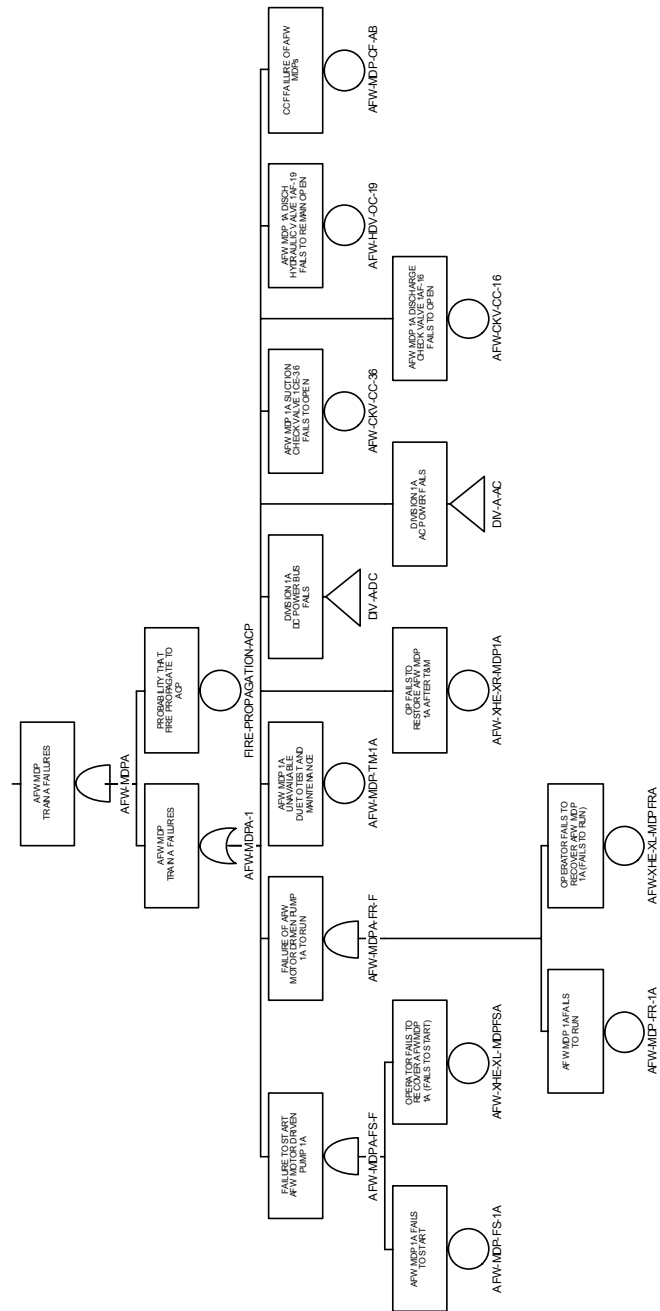 AFW MDP
TRAIN A FAILURES
AFW-MDPA
AFW MDP
TRAIN A FAILURES
AFW-MDPA-1
PROBABILITY THAT
FIRE PROPAGATE TO
ACP
FIRE-PROPAGATION-ACP
FAILURE TO START
AFW MOTOR DRIVEN
PUMP 1A
AFW-MDPA-FS-F
FAILURE OF AFW
MOTOR DRIVEN PUMP
1A TO RUN
AFW-MDPA-FR-F
AFW MDP 1A
UNAVAILABLE
DUE TO TEST AND
MAINTENANCE
AFW-MDP-TM-1A
DIVISION 1A
DC POWER BUS
FAILS
DIV-A-DC
AFW MDP 1A SUCTION
CHECK VALVE 1CE-36
FAILS TO OPEN
AFW-CKV-CC-36
AFW MDP 1A DISCH
HYDRAULIC VALVE 1AF-19
FAILS TO REMAIN OPEN
AFW-HDV-OC-19
CCF FAILURE OF AFW
MDPs
AFW-MDP-CF-AB
AFW MDP 1A FAILS
TO START
AFW-MDP-FS-1A
OPERATOR FAILS TO
RECOVER AFW MDP
1A (FAILS TO START)
AFW-XHE-XL-MDPFSA
OP FAILS TO
RESTORE AFW MDP
1A AFTER T&M
AFW-XHE-XR-MDP1A
DIVISION 1A
AC POWER FAILS
DIV-A-AC
AFW MDP 1A DISCHARGE
CHECK VALVE 1AF-16
FAILS TO OPEN
AFW-CKV-CC-16
AFW MDP 1A FAILS
TO RUN
AFW-MDP-FR-1A
OPERATOR FAILS TO
RECOVER AFW MDP
1A (FAILS TO RUN)
AFW-XHE-XL-MDPFRA